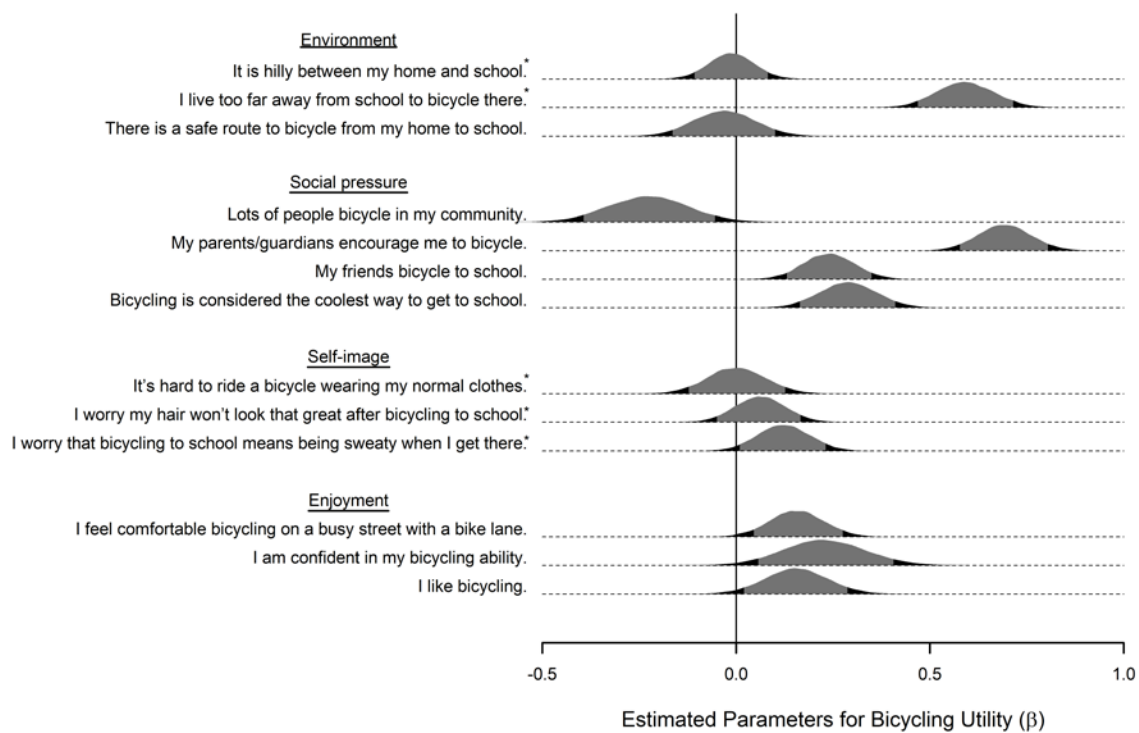 Environment
It is hilly between my home and school.*
I live too far away from school to bicycle there.*
There is a safe route to bicycle from my home to school.
Social pressure
Lots of people bicycle in my community.
My parents/guardians encourage me to bicycle.
My friends bicycle to school.
Bicycling is considered the coolest way to get to school.
Self-image
It's hard to ride a bicycle wearing my normal clothes.*
I worry my hair won't look that great after bicycling to school.*
I worry that bicycling to school means being sweaty when I get there.*
Enjoyment
I feel comfortable bicycling on a busy street with a bike lane.
I am confident in my bicycling ability.
I like bicycling.
-0.5 0.0 0.5 1.0
Estimated Parameters for Bicycling Utility (β)